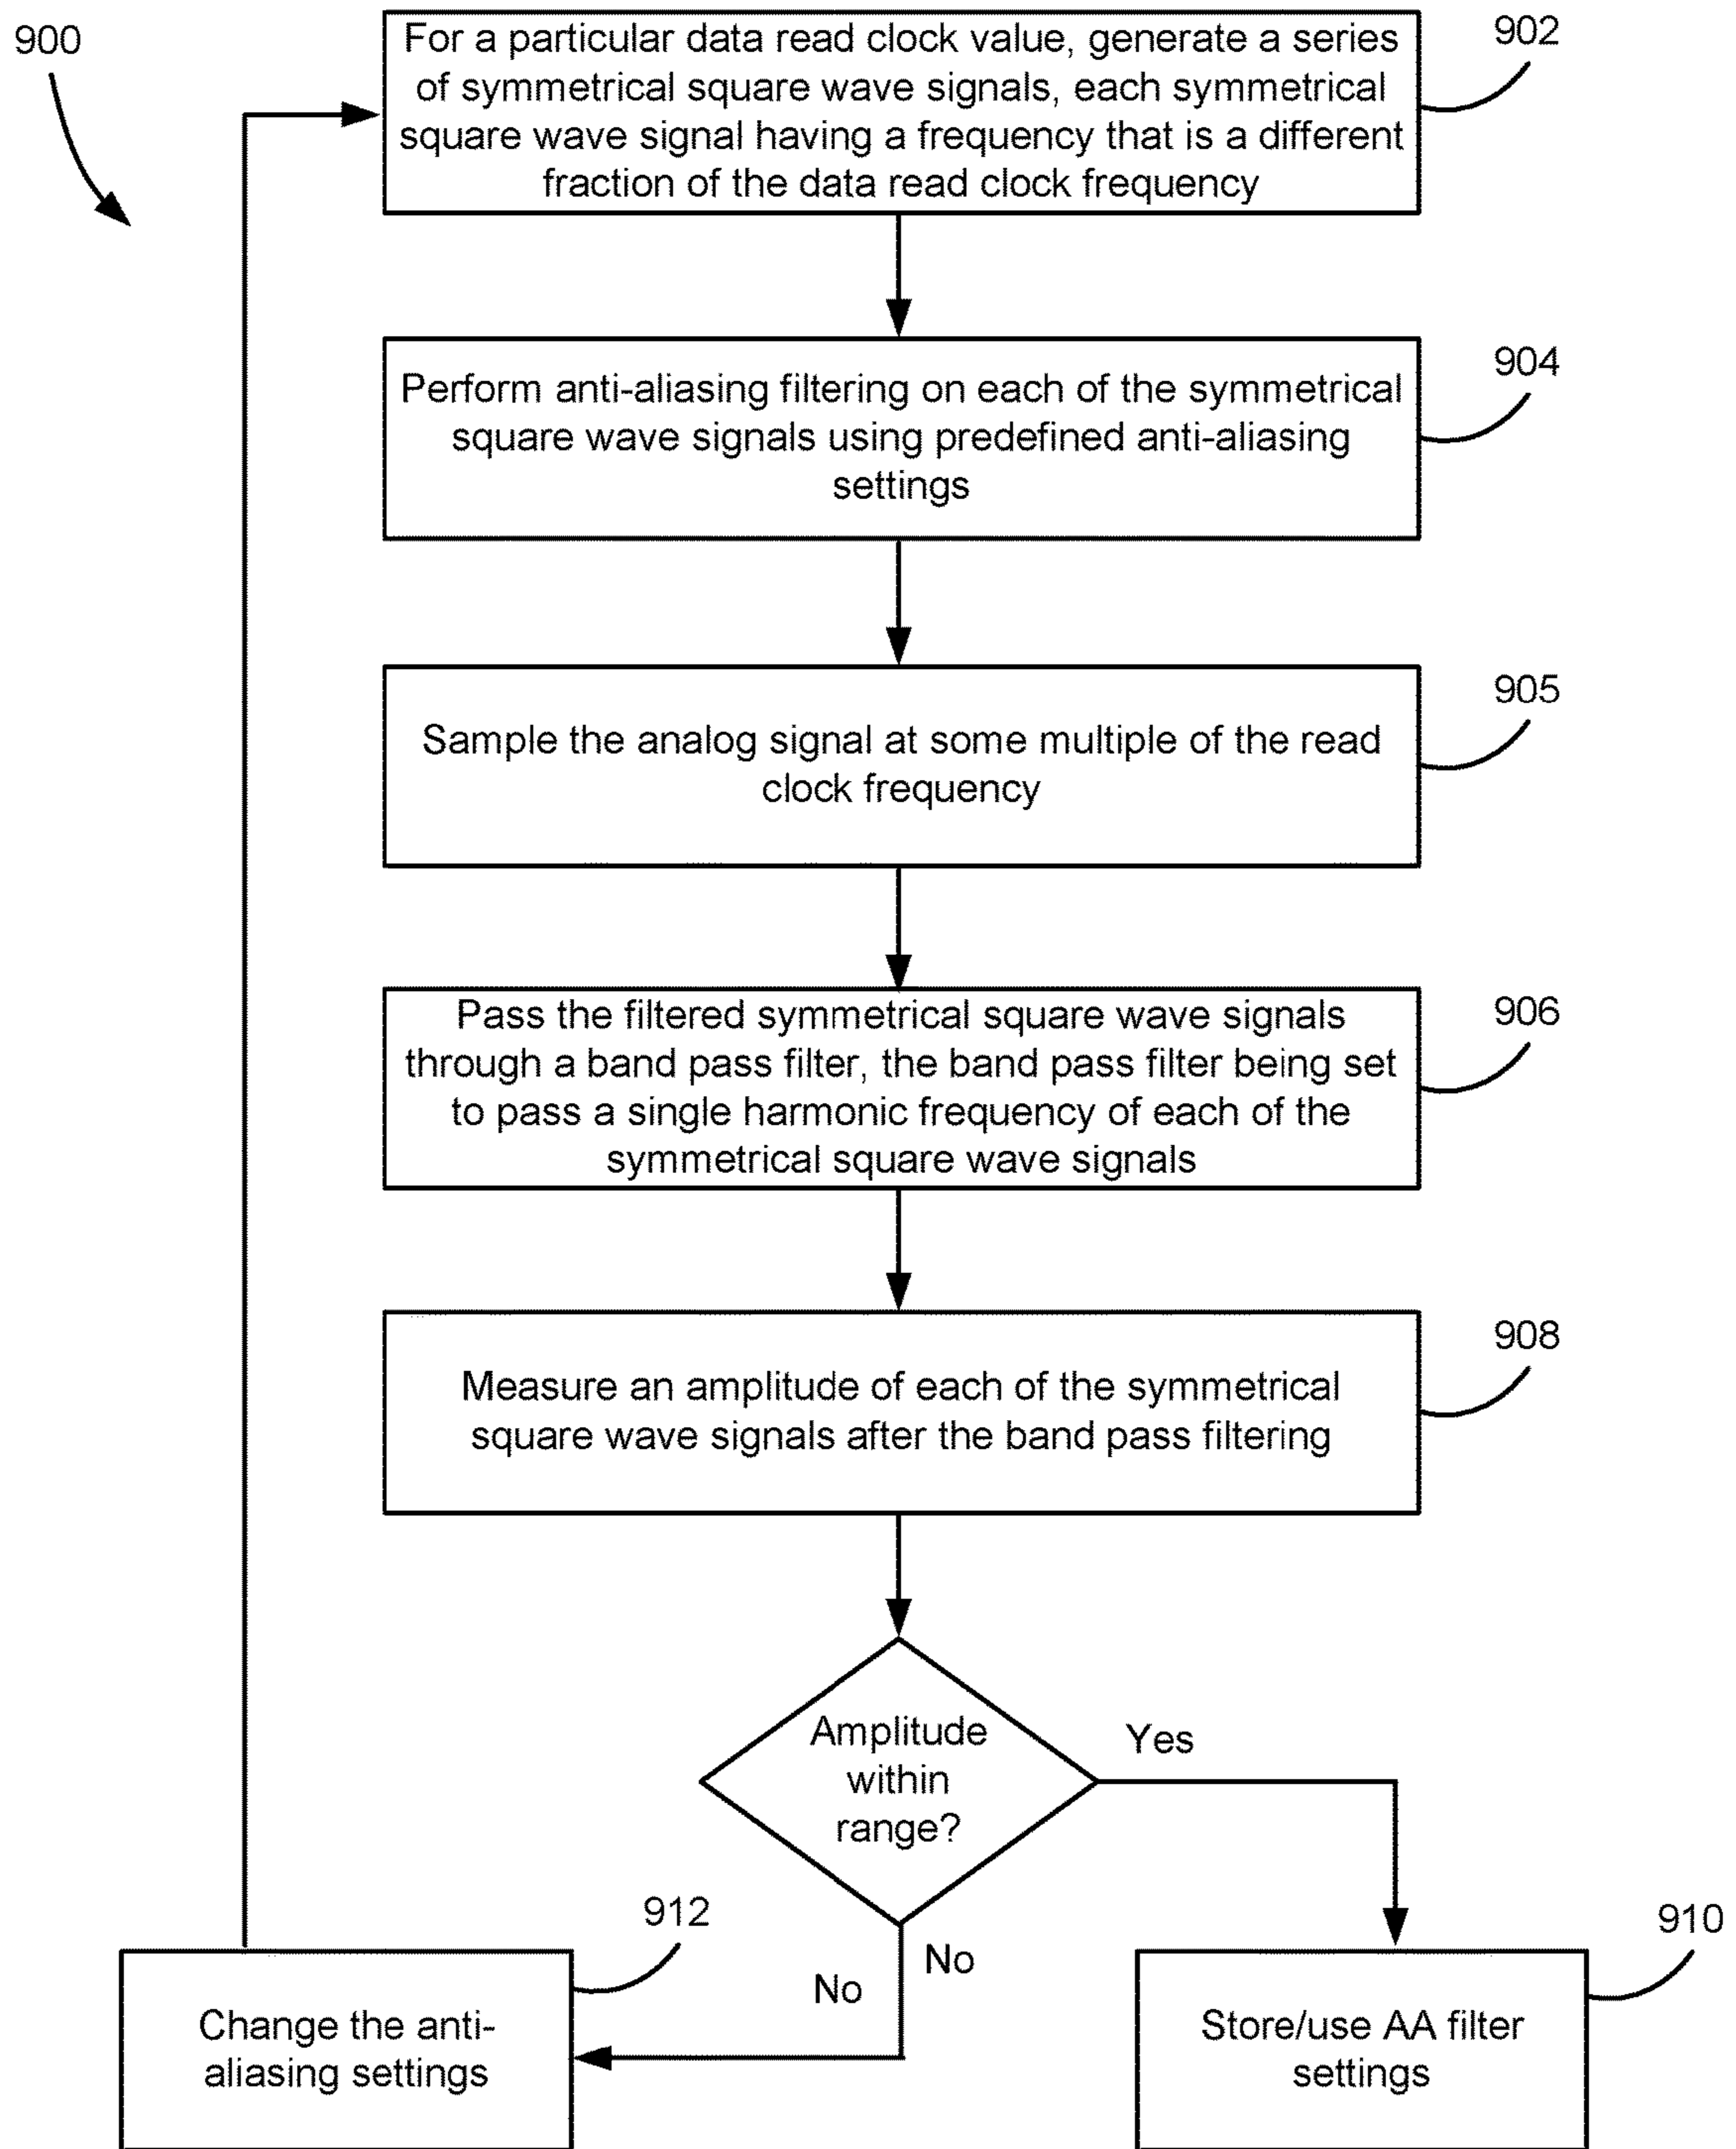 900
For a particular data read clock value, generate a series
of symmetrical square wave signals, each symmetrical
square wave signal having a frequency that is a different
fraction of the data read clock frequency
902
Perform anti-aliasing filtering on each of the symmetrical
square wave signals using predefined anti-aliasing
settings
904
Sample the analog signal at some multiple of the read
clock frequency
905
Pass the filtered symmetrical square wave signals
through a band pass filter, the band pass filter being set
to pass a single harmonic frequency of each of the
symmetrical square wave signals
906
Measure an amplitude of each of the symmetrical
square wave signals after the band pass filtering
908
Amplitude
within
range?
Yes
No
No
912
Change the anti-
aliasing settings
910
Store/use AA filter
settings